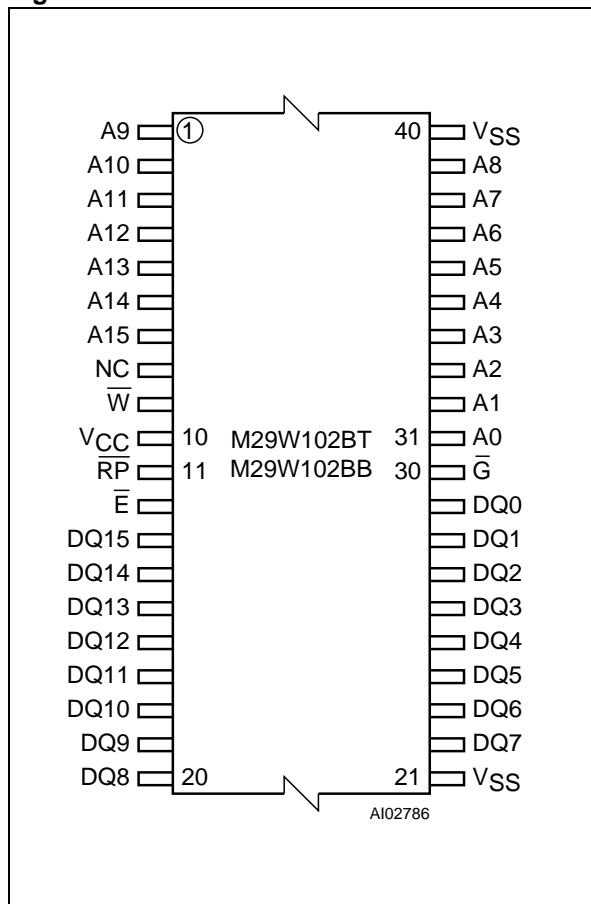 A9 1 40 VSS
A10 A8
A11 A7
A12 A6
A13 A5
A14 A4
A15 A3
NC A2
W̅ A1
VCC 10 M29W102BT 31 A0
R̅P̅ 11 M29W102BB 30 G̅
E̅ DQ0
DQ15 DQ1
DQ14 DQ2
DQ13 DQ3
DQ12 DQ4
DQ11 DQ5
DQ10 DQ6
DQ9 DQ7
DQ8 20 21 VSS
AI02786